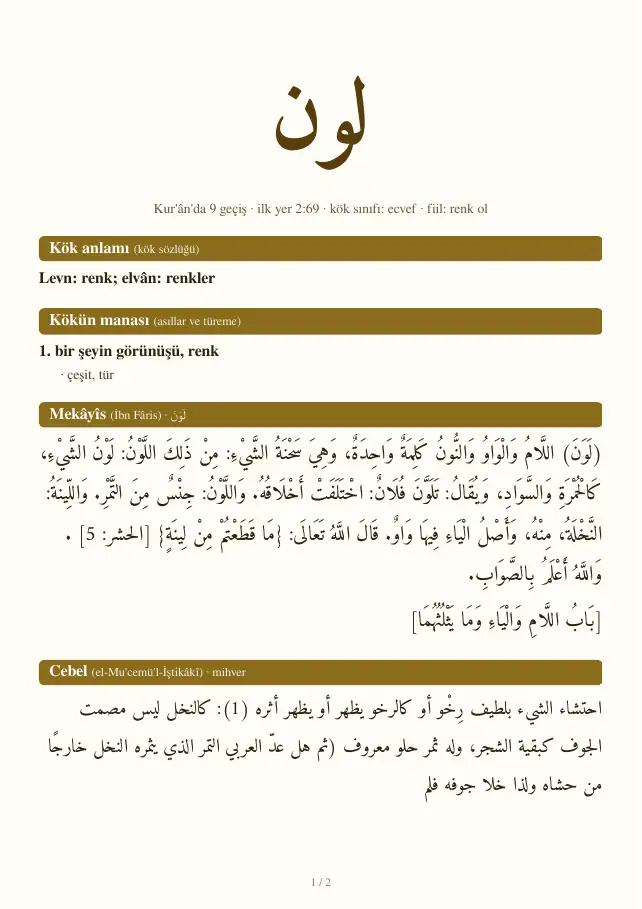 لون
Kur'ân'da 9 geçiş · ilk yer 2:69 · kök sınıfı: ecvef · fiil: renk ol
Kök anlamı (kök sözlüğü)
Levn: renk; elvân: renkler
Kökün manası (asıllar ve türeme)
1. bir şeyin görünüşü, renk
· çeşit, tür
Mekâyîs (İbn Fâris) · لَوَنَ
(لَوَنَ) اللَّامُ وَالْوَاوُ وَالنُّونُ كَلِمَةٌ وَاحِدَةٌ، وَهِيَ سَحْنَةُ الشَّيْءِ: مِنْ ذَلِكَ اللَّوْنُ: لَوْنُ الشَّيْءِ،
كَالْحُمْرَةِ وَالسَّوَادِ، وَيُقَالُ: تَلَوَّنَ فُلَانٌ: اخْتَلَفَتْ أَخْلَاقُهُ. وَاللَّوْنُ: جِنْسٌ مِنَ التَّمْرِ. وَاللِّينَةُ:
النَّخْلَةُ، مِنْهُ، وَأَصْلُ الْيَاءِ فِيهَا وَاوٌ. قَالَ اللَّهُ تَعَالَى: {مَا قَطَعْتُمْ مِنْ لِينَةٍ} [الحشر: 5] .
وَاللَّهُ أَعْلَمُ بِالصَّوَابِ.
[بَابُ اللَّامِ وَالْيَاءِ وَمَا يَثْلُثُهُمَا]
Cebel (el-Mu'cemü'l-İştikâkî) · mihver
احتشاء الشيء بلطيف رِخْو أو كالرخو يظهر أو يظهر أثره (1): كالنخل ليس مصمت
الجوف كبقية الشجر، وله ثمر حلو معروف (ثم هل عدّ العربي التمر الذي يثمره النخل خارجًا
من حشاه ولذا خلا جوفه فلم
1 / 2